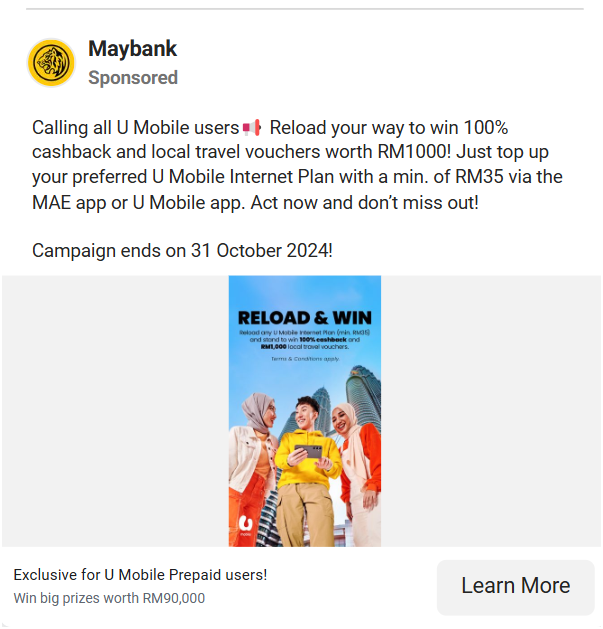 Maybank
Sponsored
Calling all U Mobile users📢 Reload your way to win 100%
cashback and local travel vouchers worth RM1000! Just top up
your preferred U Mobile Internet Plan with a min. of RM35 via the
MAE app or U Mobile app. Act now and don’t miss out!
Campaign ends on 31 October 2024!
RELOAD & WIN
Reload any U Mobile Internet Plan (min. RM35)
and stand to win 100% cashback and
RM1,000 local travel vouchers.
Terms & Conditions apply.
U
mobile
Exclusive for U Mobile Prepaid users!
Win big prizes worth RM90,000
Learn More